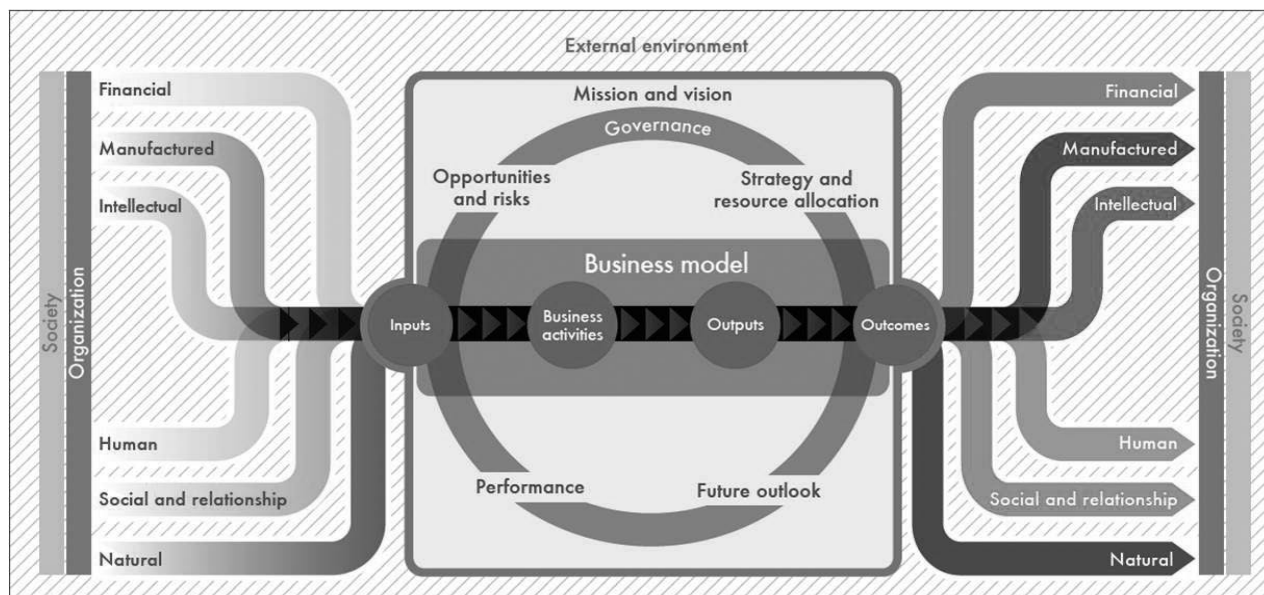 External environment
Society
Organization
Financial
Manufactured
Intellectual
Human
Social and relationship
Natural
Mission and vision
Governance
Opportunities
and risks
Strategy and
resource allocation
Business model
Inputs
Business
activities
Outputs
Outcomes
Performance
Future outlook
Financial
Manufactured
Intellectual
Human
Social and relationship
Natural
Organization
Society